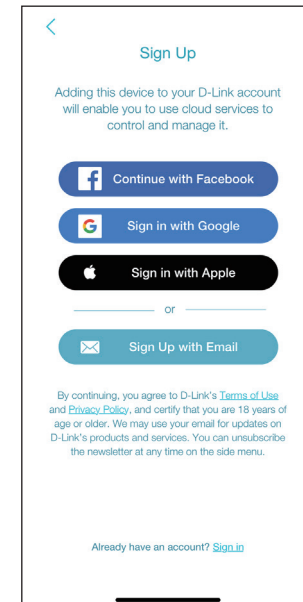 Sign Up
Adding this device to your D-Link account
will enable you to use cloud services to
control and manage it.
Continue with Facebook
Sign in with Google
Sign in with Apple
or
Sign Up with Email
By continuing, you agree to D-Link's Terms of Use
and Privacy Policy, and certify that you are 18 years of
age or older. We may use your email for updates on
D-Link's products and services. You can unsubscribe
the newsletter at any time on the side menu.
Already have an account? Sign in